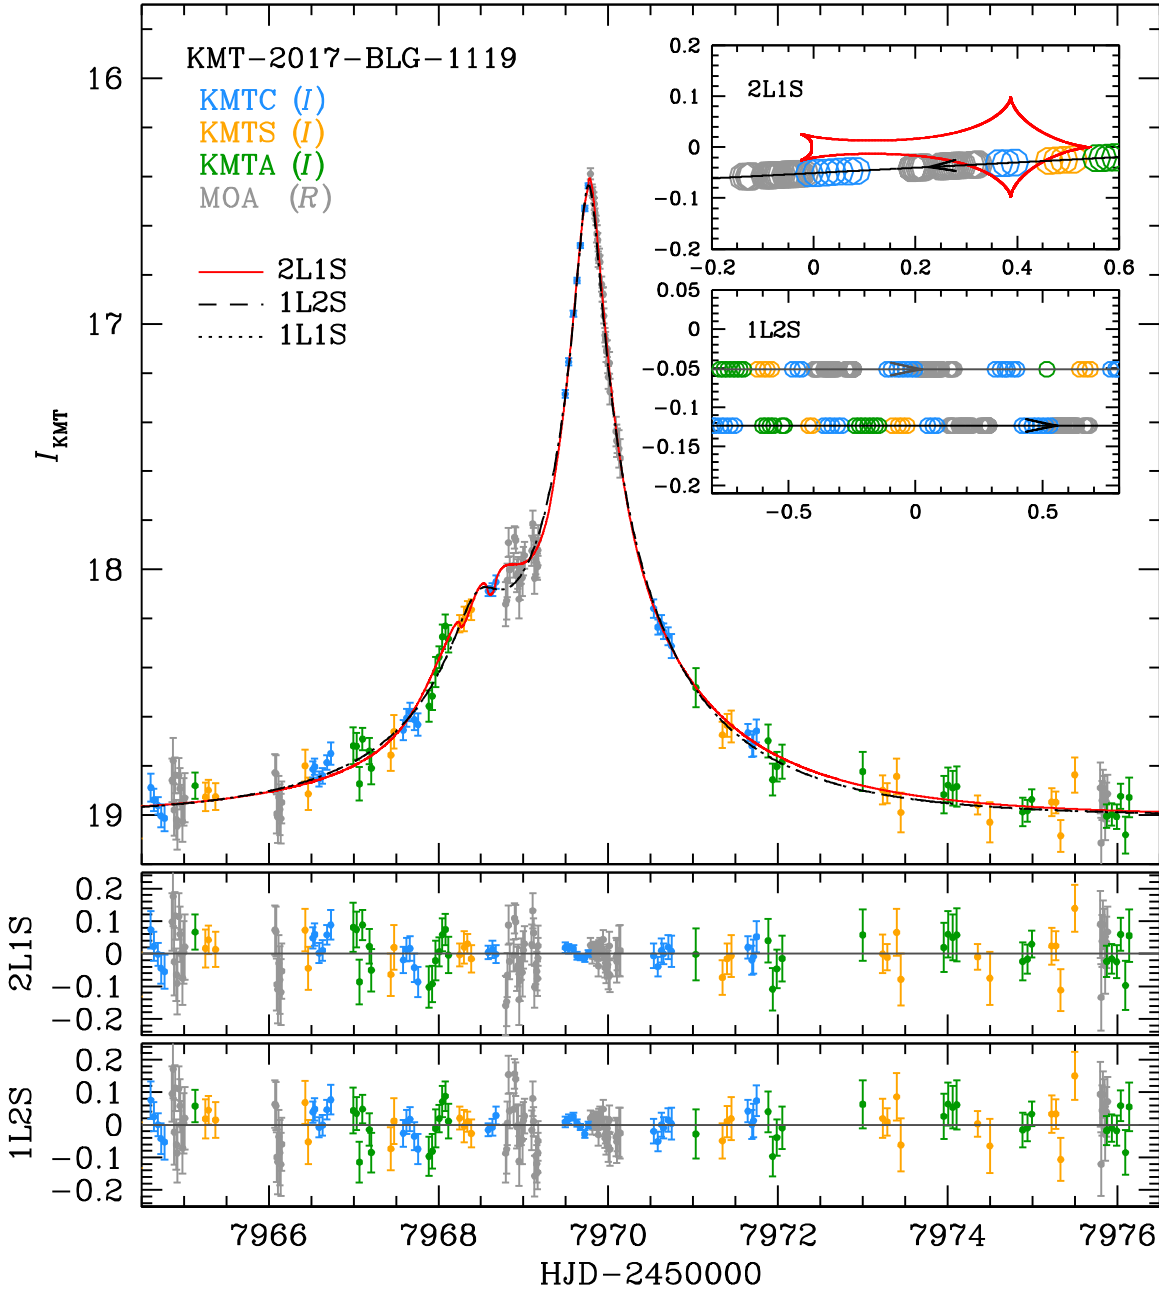 KMT-2017-BLG-1119
KMTC (I)
KMTS (I)
KMTA (I)
MOA (R)
2L1S
1L2S
1L1S
16
17
18
19
I_KMT
2L1S
0.2
0.1
0
-0.1
-0.2
-0.2 0 0.2 0.4 0.6
1L2S
0.05
0
-0.05
-0.1
-0.15
-0.2
-0.5 0 0.5
2L1S
0.2
0.1
0
-0.1
-0.2
1L2S
0.2
0.1
0
-0.1
-0.2
7966 7968 7970 7972 7974 7976
HJD-2450000